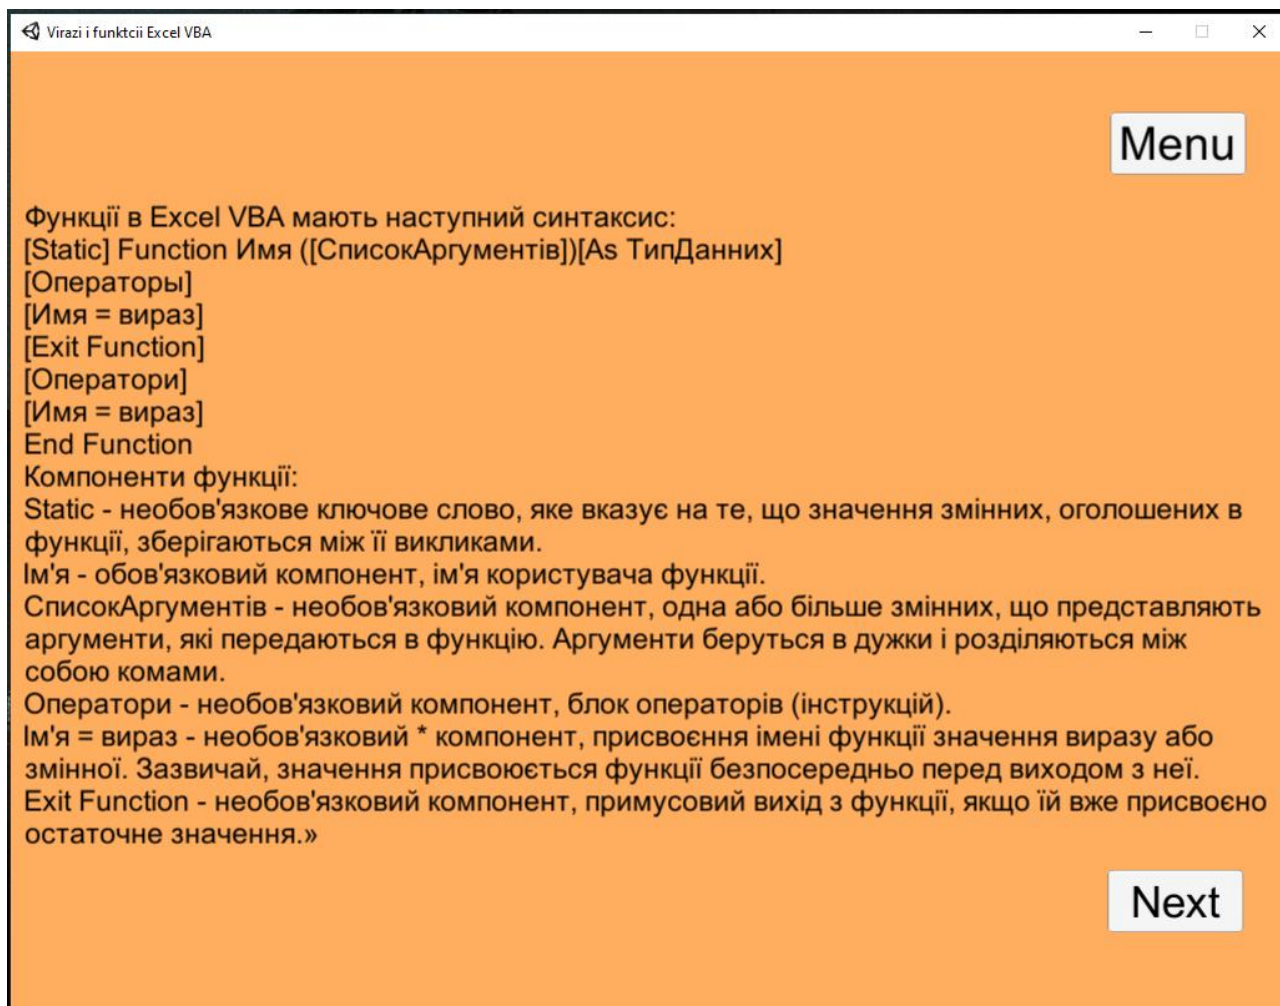 Virazi i funktcii Excel VBA
Menu
Функції в Excel VBA мають наступний синтаксис:
[Static] Function Имя ([СписокАргументів])[As ТипДанних]
[Операторы]
[Имя = вираз]
[Exit Function]
[Оператори]
[Имя = вираз]
End Function
Компоненти функції:
Static - необов'язкове ключове слово, яке вказує на те, що значення змінних, оголошених в
функції, зберігаються між її викликами.
Ім'я - обов'язковий компонент, ім'я користувача функції.
СписокАргументів - необов'язковий компонент, одна або більше змінних, що представляють
аргументи, які передаються в функцію. Аргументи беруться в дужки і розділяються між
собою комами.
Оператори - необов'язковий компонент, блок операторів (інструкцій).
Ім'я = вираз - необов'язковий * компонент, присвоєння імені функції значення виразу або
змінної. Зазвичай, значення присвоюється функції безпосередньо перед виходом з неї.
Exit Function - необов'язковий компонент, примусовий вихід з функції, якщо їй вже присвоєно
остаточне значення.»
Next